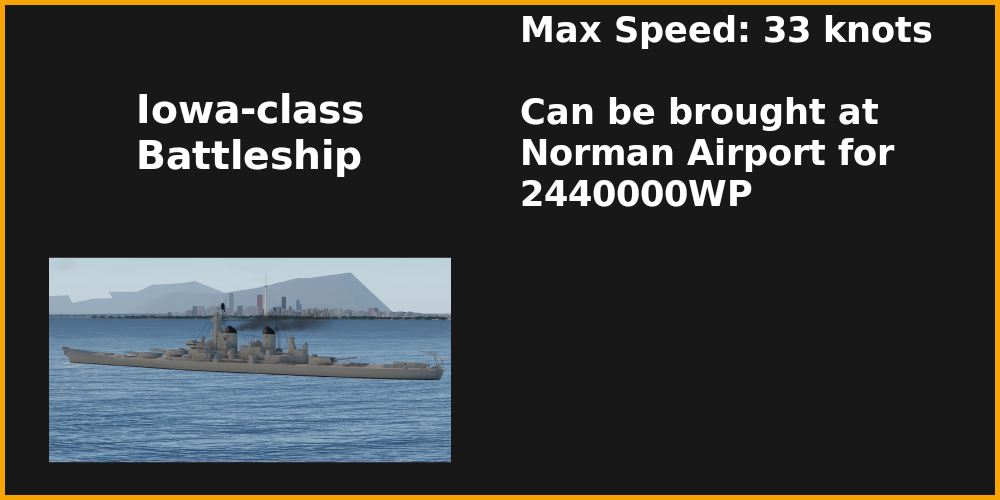 Iowa-class
Battleship
Max Speed: 33 knots
Can be brought at
Norman Airport for
2440000WP